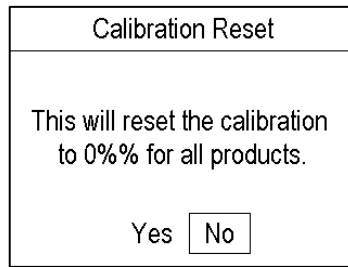 Calibration Reset
This will reset the calibration
to 0%% for all products.
Yes No